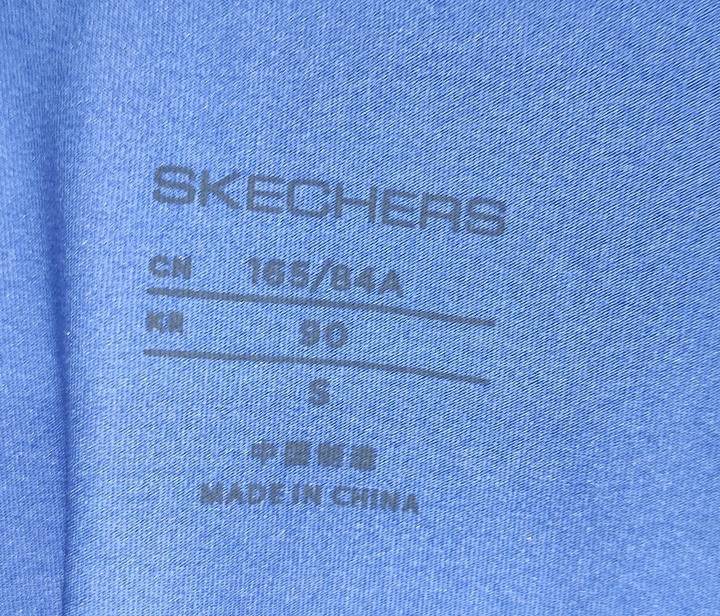 SKECHERS
CN 165/84A
KR 90
S
中国制造
MADE IN CHINA